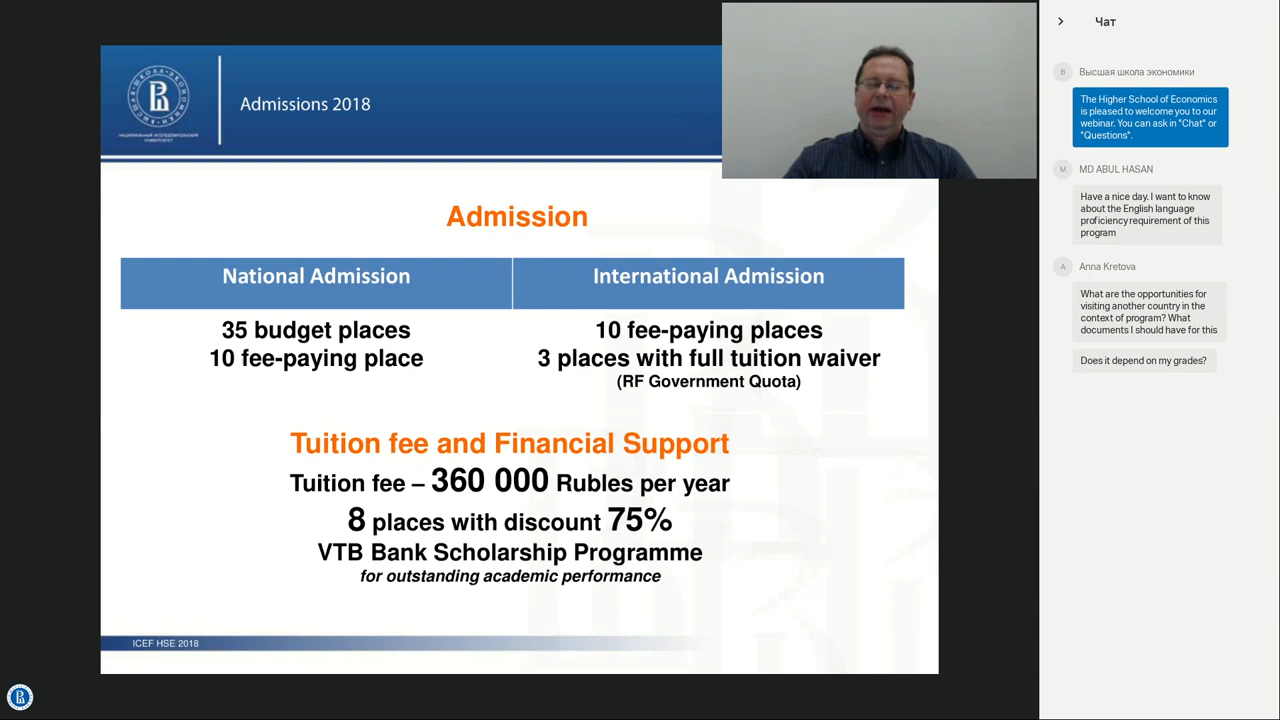 Admissions 2018
Admission
National Admission
International Admission
35 budget places
10 fee-paying place
10 fee-paying places
3 places with full tuition waiver
(RF Government Quota)
Tuition fee and Financial Support
Tuition fee – 360 000 Rubles per year
8 places with discount 75%
VTB Bank Scholarship Programme
for outstanding academic performance
ICEF HSE 2018
Чат
В
Высшая школа экономики
The Higher School of Economics
is pleased to welcome you to our
webinar. You can ask in "Chat" or
"Questions".
M
MD ABUL HASAN
Have a nice day. I want to know
about the English language
proficiency requirement of this
program
A
Anna Kretova
What are the opportunities for
visiting another country in the
context of program? What
documents I should have for this
Does it depend on my grades?